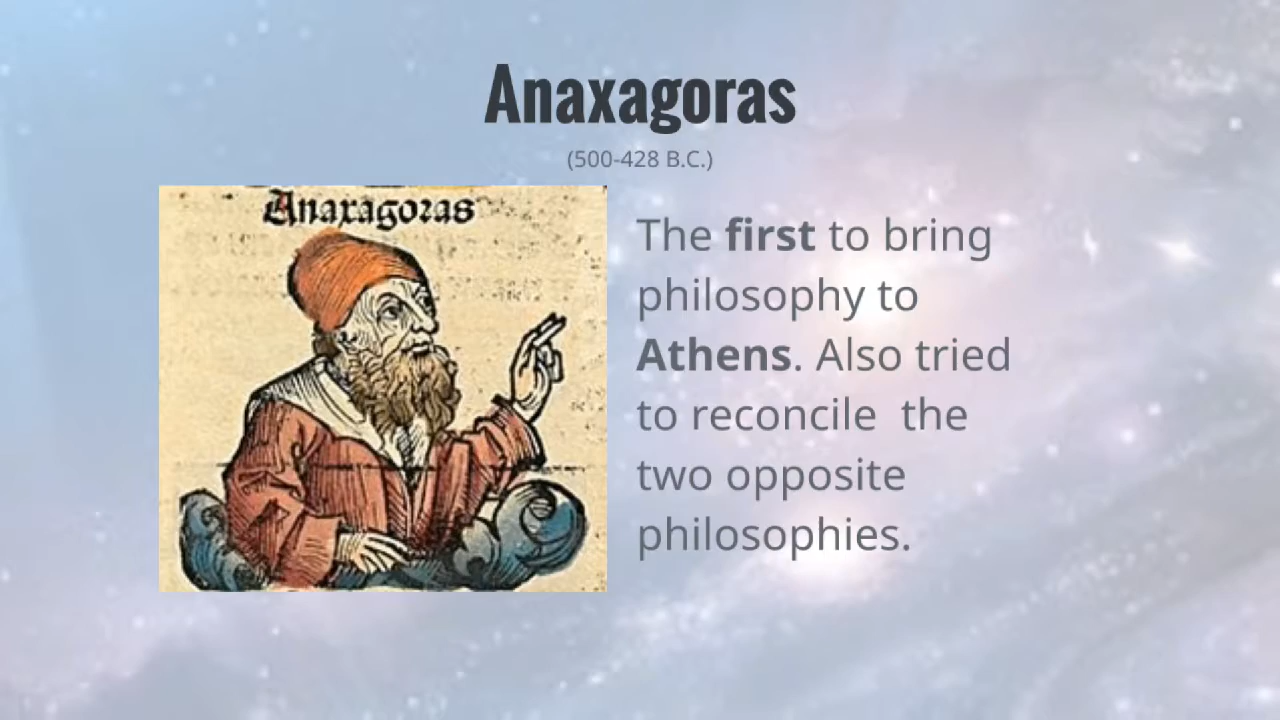 Anaxagoras
(500-428 B.C.)
Anaxagoras
The first to bring
philosophy to
Athens. Also tried
to reconcile  the
two opposite
philosophies.